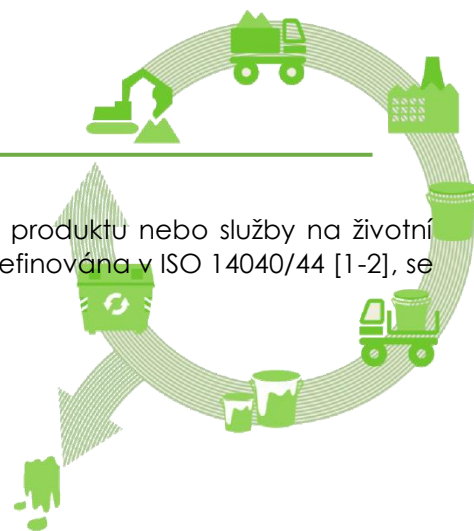 produktu nebo služby na životní
efinována v ISO 14040/44 [1-2], se